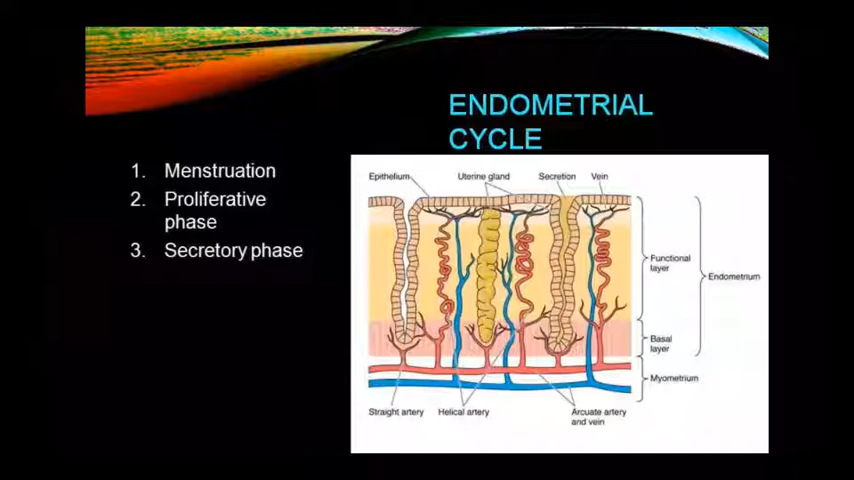 ENDOMETRIAL
CYCLE
1. Menstruation
2. Proliferative
phase
3. Secretory phase
Epithelium
Uterine gland
Secretion
Vein
Functional
layer
Endometrium
Basal
layer
Myometrium
Straight artery
Helical artery
Arcuate artery
and vein